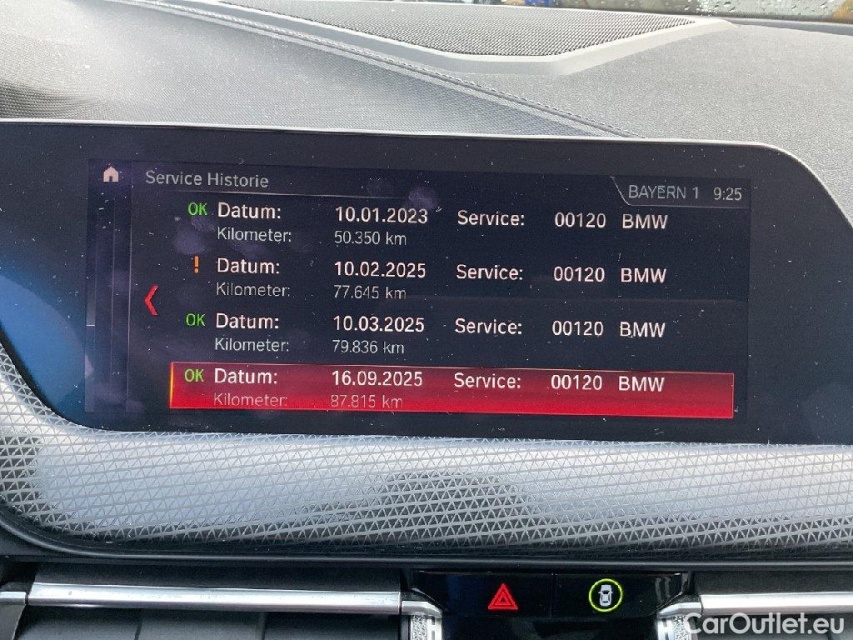 Service Historie
BAYERN 1 9:25
OK Datum: 10.01.2023 Service: 00120 BMW
Kilometer: 50.350 km
! Datum: 10.02.2025 Service: 00120 BMW
Kilometer: 77.645 km
OK Datum: 10.03.2025 Service: 00120 BMW
Kilometer: 79.836 km
OK Datum: 16.09.2025 Service: 00120 BMW
Kilometer: 87.815 km
CarOutlet.eu